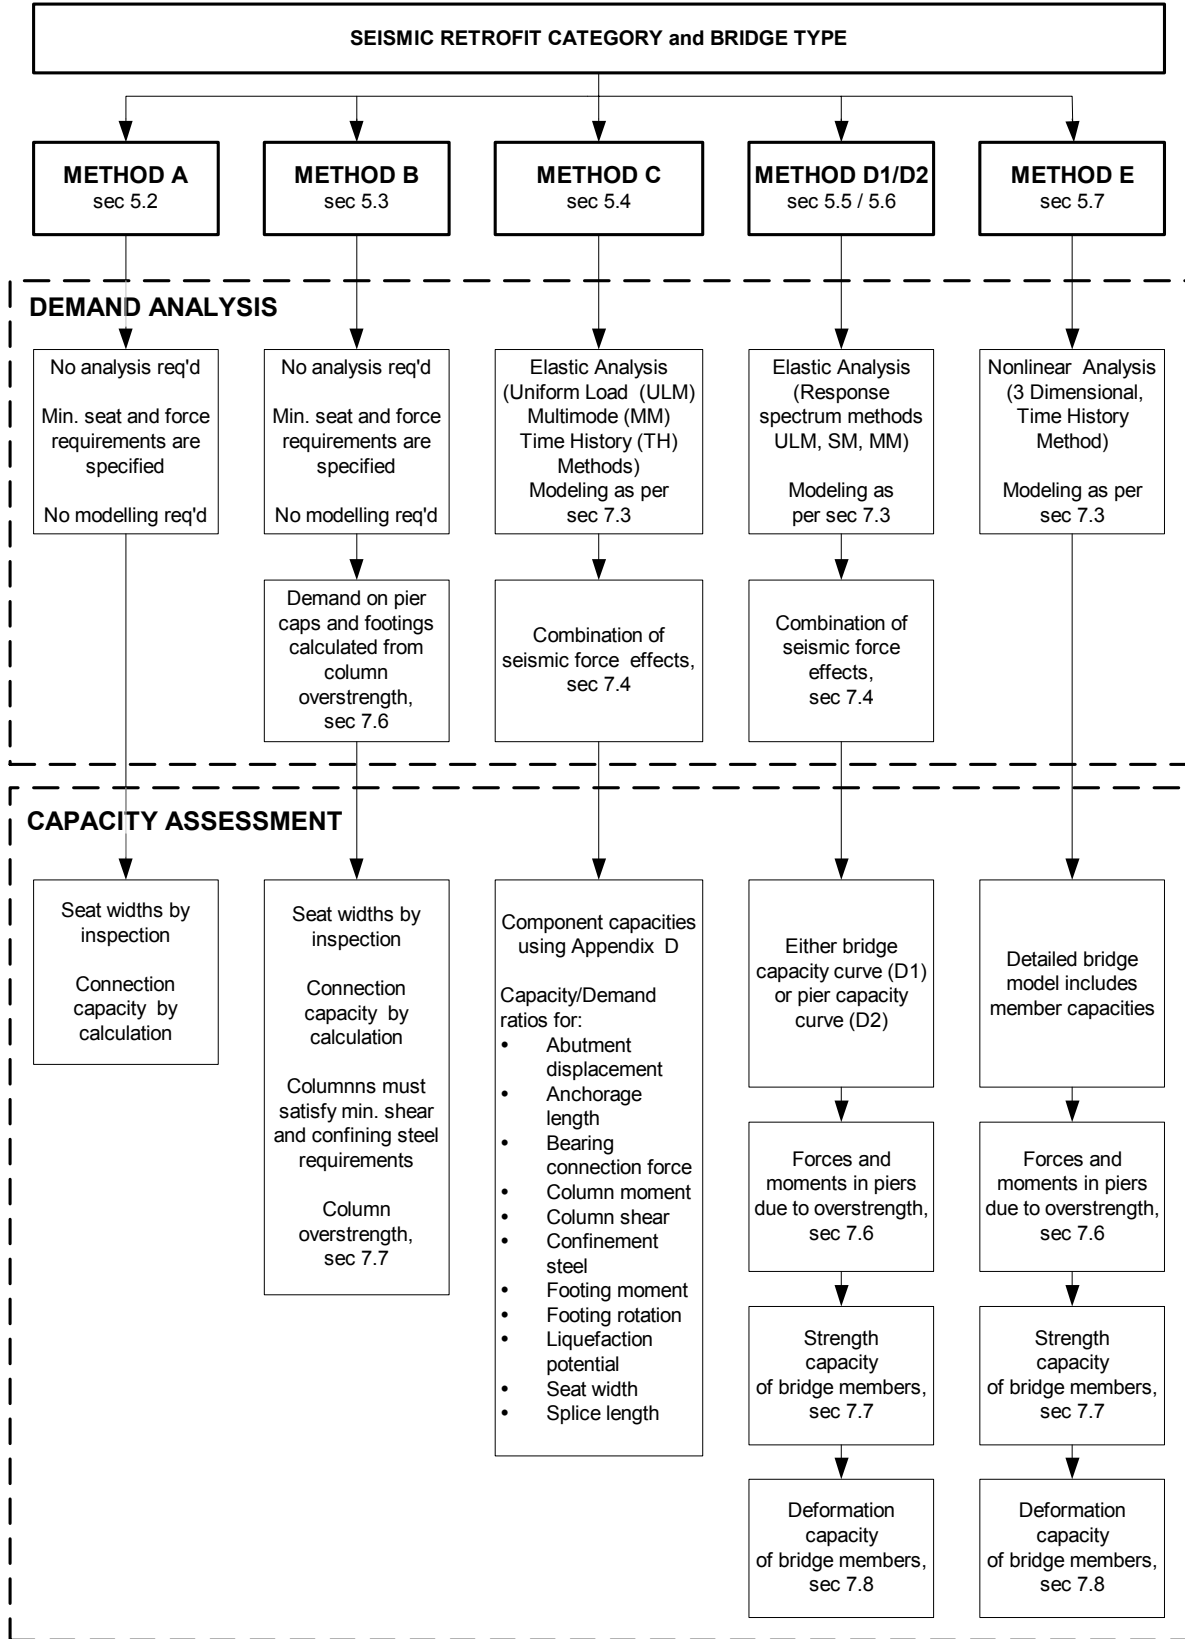 SEISMIC RETROFIT CATEGORY and BRIDGE TYPE
METHOD A
sec 5.2
METHOD B
sec 5.3
METHOD C
sec 5.4
METHOD D1/D2
sec 5.5 / 5.6
METHOD E
sec 5.7
DEMAND ANALYSIS
No analysis req'd
Min. seat and force
requirements are
specified
No modelling req'd
No analysis req'd
Min. seat and force
requirements are
specified
No modelling req'd
Elastic Analysis
(Uniform Load (ULM)
Multimode (MM)
Time History (TH)
Methods)
Modeling as per
sec 7.3
Elastic Analysis
(Response
spectrum methods
ULM, SM, MM)
Modeling as
per sec 7.3
Nonlinear Analysis
(3 Dimensional,
Time History
Method)
Modeling as per
sec 7.3
Demand on pier
caps and footings
calculated from
column
overstrength,
sec 7.6
Combination of
seismic force effects,
sec 7.4
Combination of
seismic force
effects,
sec 7.4
CAPACITY ASSESSMENT
Seat widths by
inspection
Connection
capacity by
calculation
Seat widths by
inspection
Connection
capacity by
calculation
Columnns must
satisfy min. shear
and confining steel
requirements
Column
overstrength,
sec 7.7
Component capacities
using Appendix D
Capacity/Demand
ratios for:
• Abutment
displacement
• Anchorage
length
• Bearing
connection force
• Column moment
• Column shear
• Confinement
steel
• Footing moment
• Footing rotation
• Liquefaction
potential
• Seat width
• Splice length
Either bridge
capacity curve (D1)
or pier capacity
curve (D2)
Forces and
moments in piers
due to overstrength,
sec 7.6
Strength
capacity
of bridge members,
sec 7.7
Deformation
capacity
of bridge members,
sec 7.8
Detailed bridge
model includes
member capacities
Forces and
moments in piers
due to overstrength,
sec 7.6
Strength
capacity
of bridge members,
sec 7.7
Deformation
capacity
of bridge members,
sec 7.8